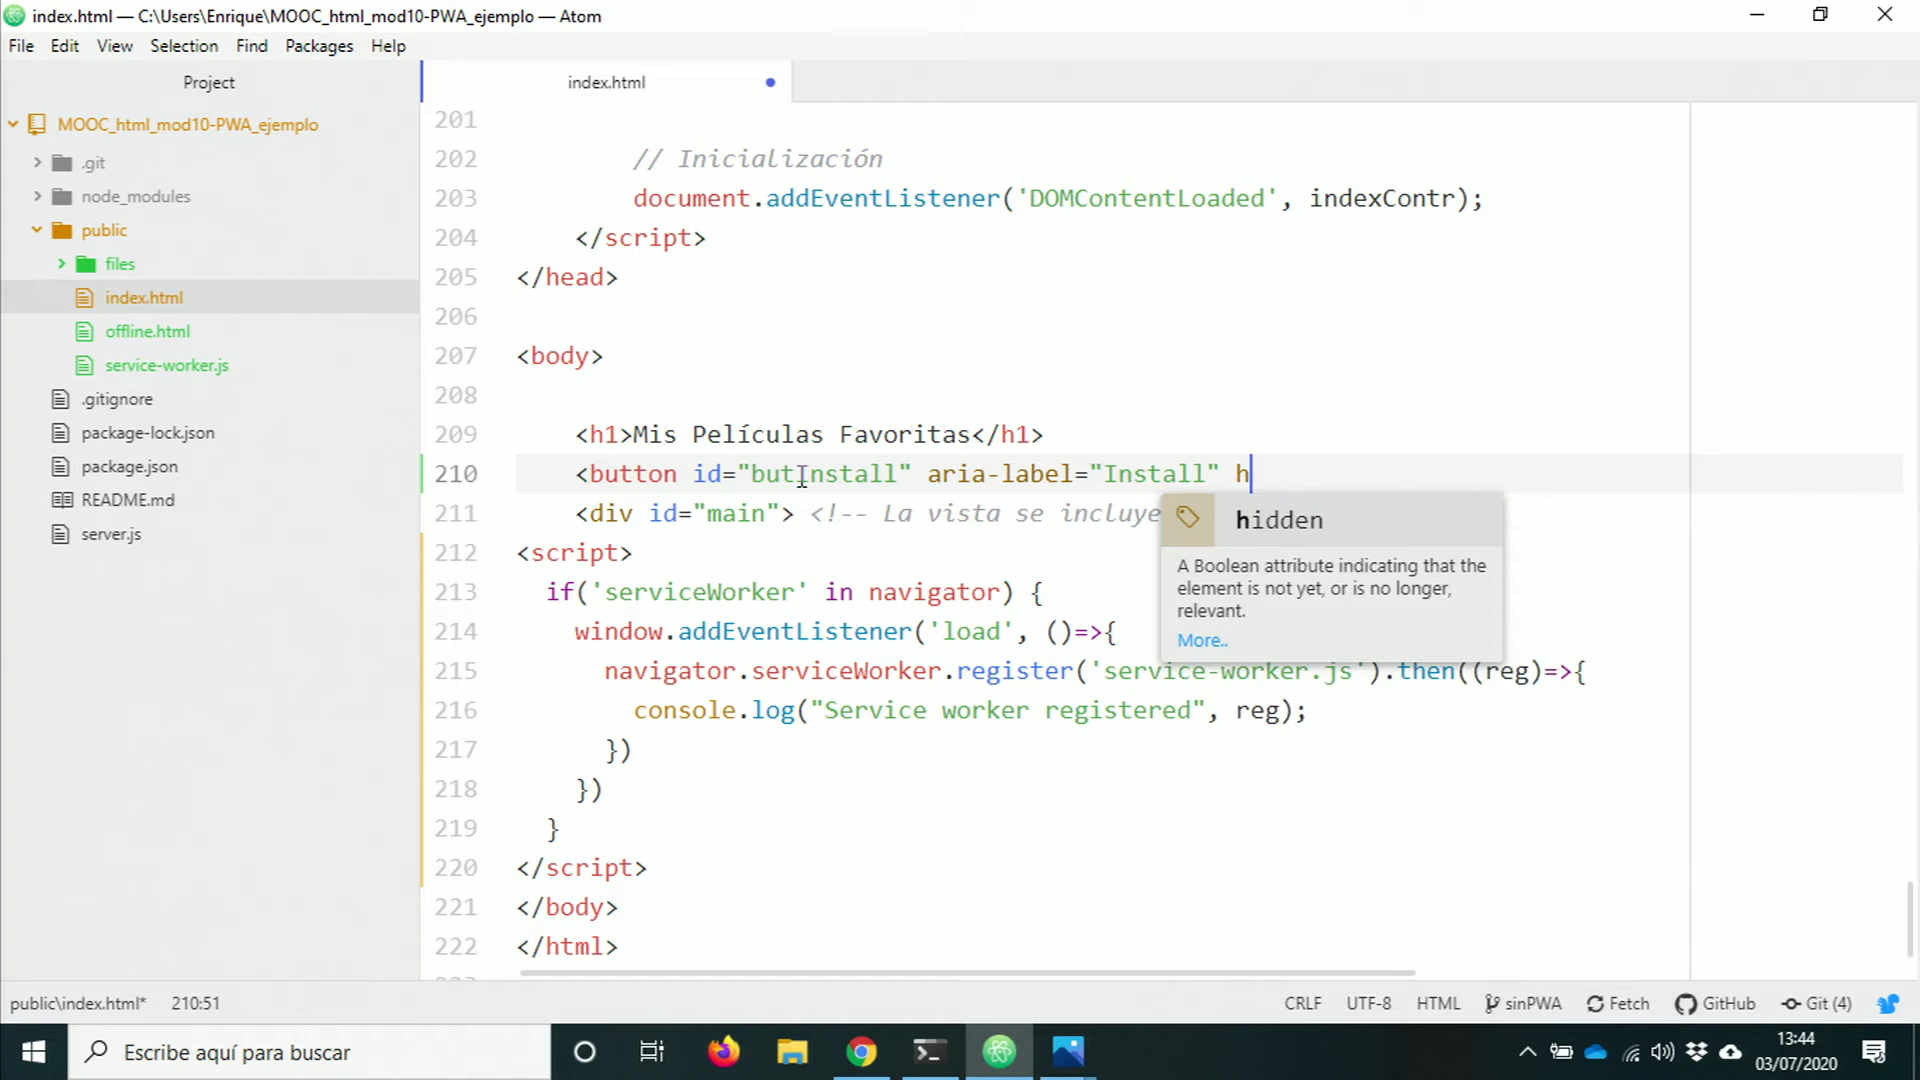 index.html — C:\Users\Enrique\MOOC_html_mod10-PWA_ejemplo — Atom
File Edit View Selection Find Packages Help
Project
MOOC_html_mod10-PWA_ejemplo
.git
node_modules
public
files
index.html
offline.html
service-worker.js
.gitignore
package-lock.json
package.json
README.md
server.js
index.html
201
202 // Inicialización
203 document.addEventListener('DOMContentLoaded', indexContr);
204 </script>
205 </head>
206
207 <body>
208
209 <h1>Mis Películas Favoritas</h1>
210 <button id="butInstall" aria-label="Install" h
211 <div id="main"> <!-- La vista se incluye
212 <script>
213 if('serviceWorker' in navigator) {
214 window.addEventListener('load', ()=>{
215 navigator.serviceWorker.register('service-worker.js').then((reg)=>{
216 console.log("Service worker registered", reg);
217 })
218 })
219 }
220 </script>
221 </body>
222 </html>
hidden
A Boolean attribute indicating that the
element is not yet, or is no longer,
relevant.
More..
public\index.html* 210:51 CRLF UTF-8 HTML sinPWA Fetch GitHub Git (4)
Escribe aquí para buscar
13:44
03/07/2020